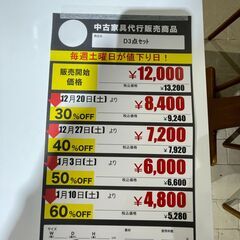 中古家具代行販売商品
D3点セット
毎週土曜日が値下り日！
販売開始
価格
¥12,000
税込価格
¥13,200
12月20日(土) より
30%OFF
¥8,400
税込価格
¥9,240
12月27日(土) より
40%OFF
¥7,200
税込価格
¥7,920
1月3日(土) より
50%OFF
¥6,000
税込価格
¥6,600
1月10日(土) より
60%OFF
¥4,800
税込価格
¥5,280
サイズ
W
D
H